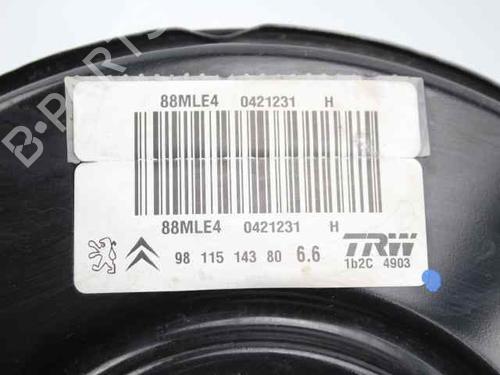 88MLE4 0421231 H
88MLE4 0421231 H
98 115 143 80 6.6
TRW
1b2C 4903
B-PARTS